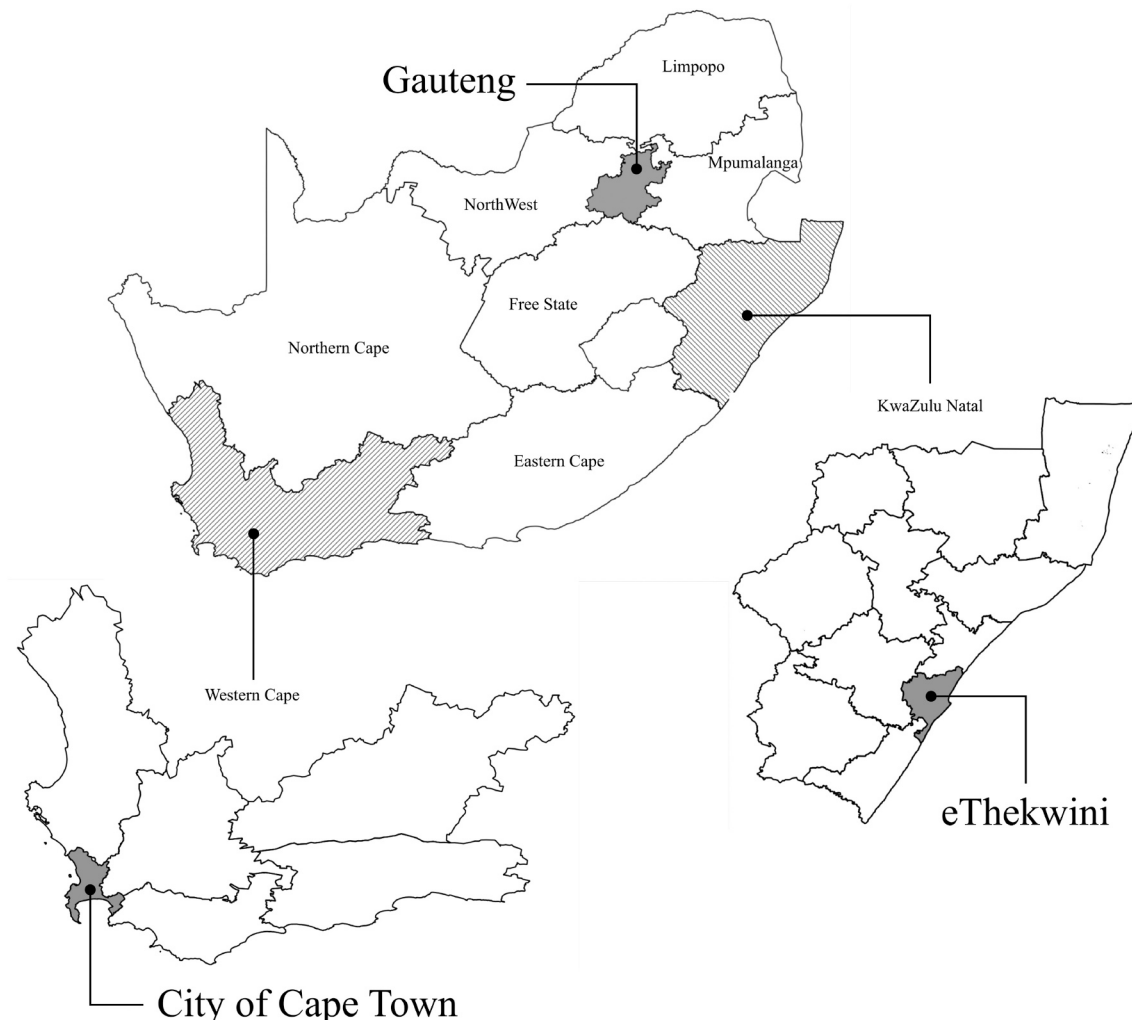 Limpopo
Gauteng
Mpumalanga
NorthWest
Free State
Northern Cape
KwaZulu Natal
Eastern Cape
Western Cape
eThekwini
City of Cape Town